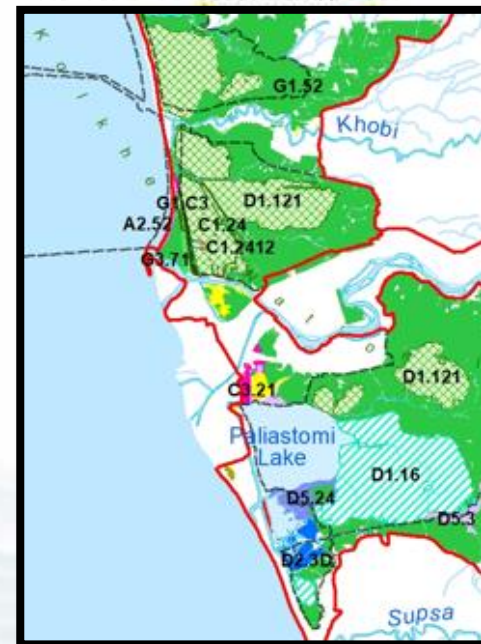 G1.52
Khobi
G1
C3
D1.121
A2.52
C1.24
C1.2412
G3.71
D1.121
C3.21
Paliastomi
Lake
D1.16
D5.24
D5.3
D2.3D
Supsa